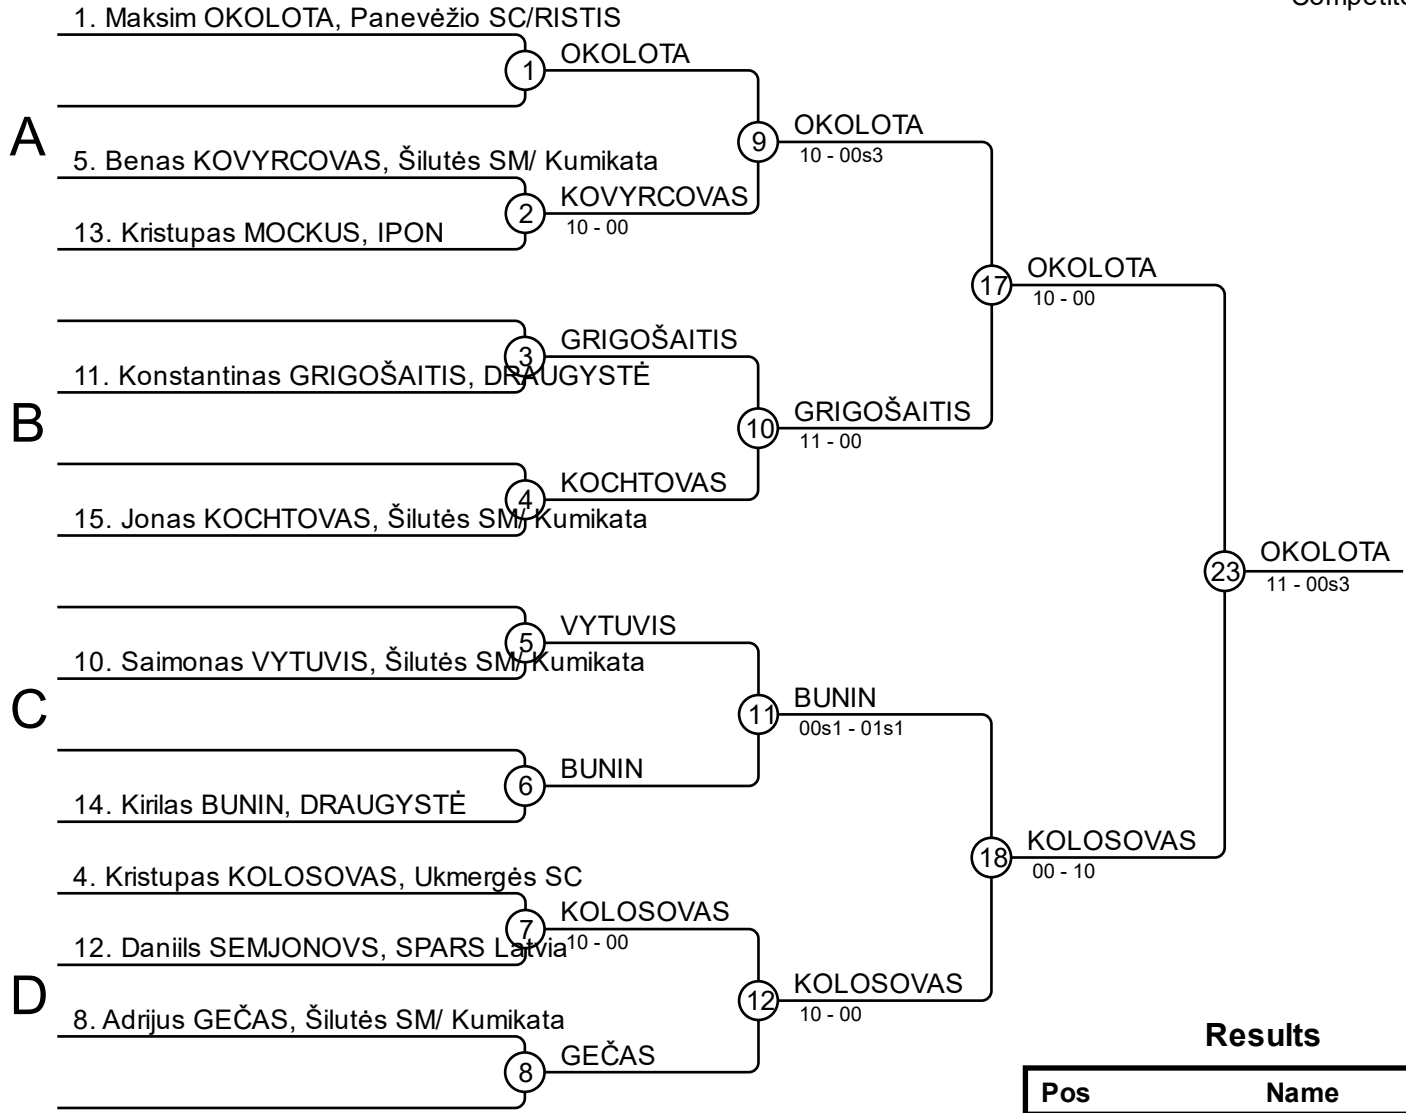 1. Maksim OKOLOTA, Panevėžio SC/RISTIS
1
OKOLOTA
A
9
OKOLOTA
10 - 00s3
5. Benas KOVYRCOVAS, Šilutės SM/ Kumikata
2
KOVYRCOVAS
10 - 00
13. Kristupas MOCKUS, IPON
17
OKOLOTA
10 - 00
3
GRIGOŠAITIS
11. Konstantinas GRIGOŠAITIS, DRAUGYSTĖ
B
10
GRIGOŠAITIS
11 - 00
4
KOCHTOVAS
15. Jonas KOCHTOVAS, Šilutės SM/ Kumikata
23
OKOLOTA
11 - 00s3
5
VYTUVIS
10. Saimonas VYTUVIS, Šilutės SM/ Kumikata
C
11
BUNIN
00s1 - 01s1
6
BUNIN
14. Kirilas BUNIN, DRAUGYSTĖ
18
KOLOSOVAS
00 - 10
4. Kristupas KOLOSOVAS, Ukmergės SC
7
KOLOSOVAS
10 - 00
12. Daniils SEMJONOVS, SPARS Latvia
D
12
KOLOSOVAS
10 - 00
8. Adrijus GEČAS, Šilutės SM/ Kumikata
8
GEČAS
Results
Pos Name